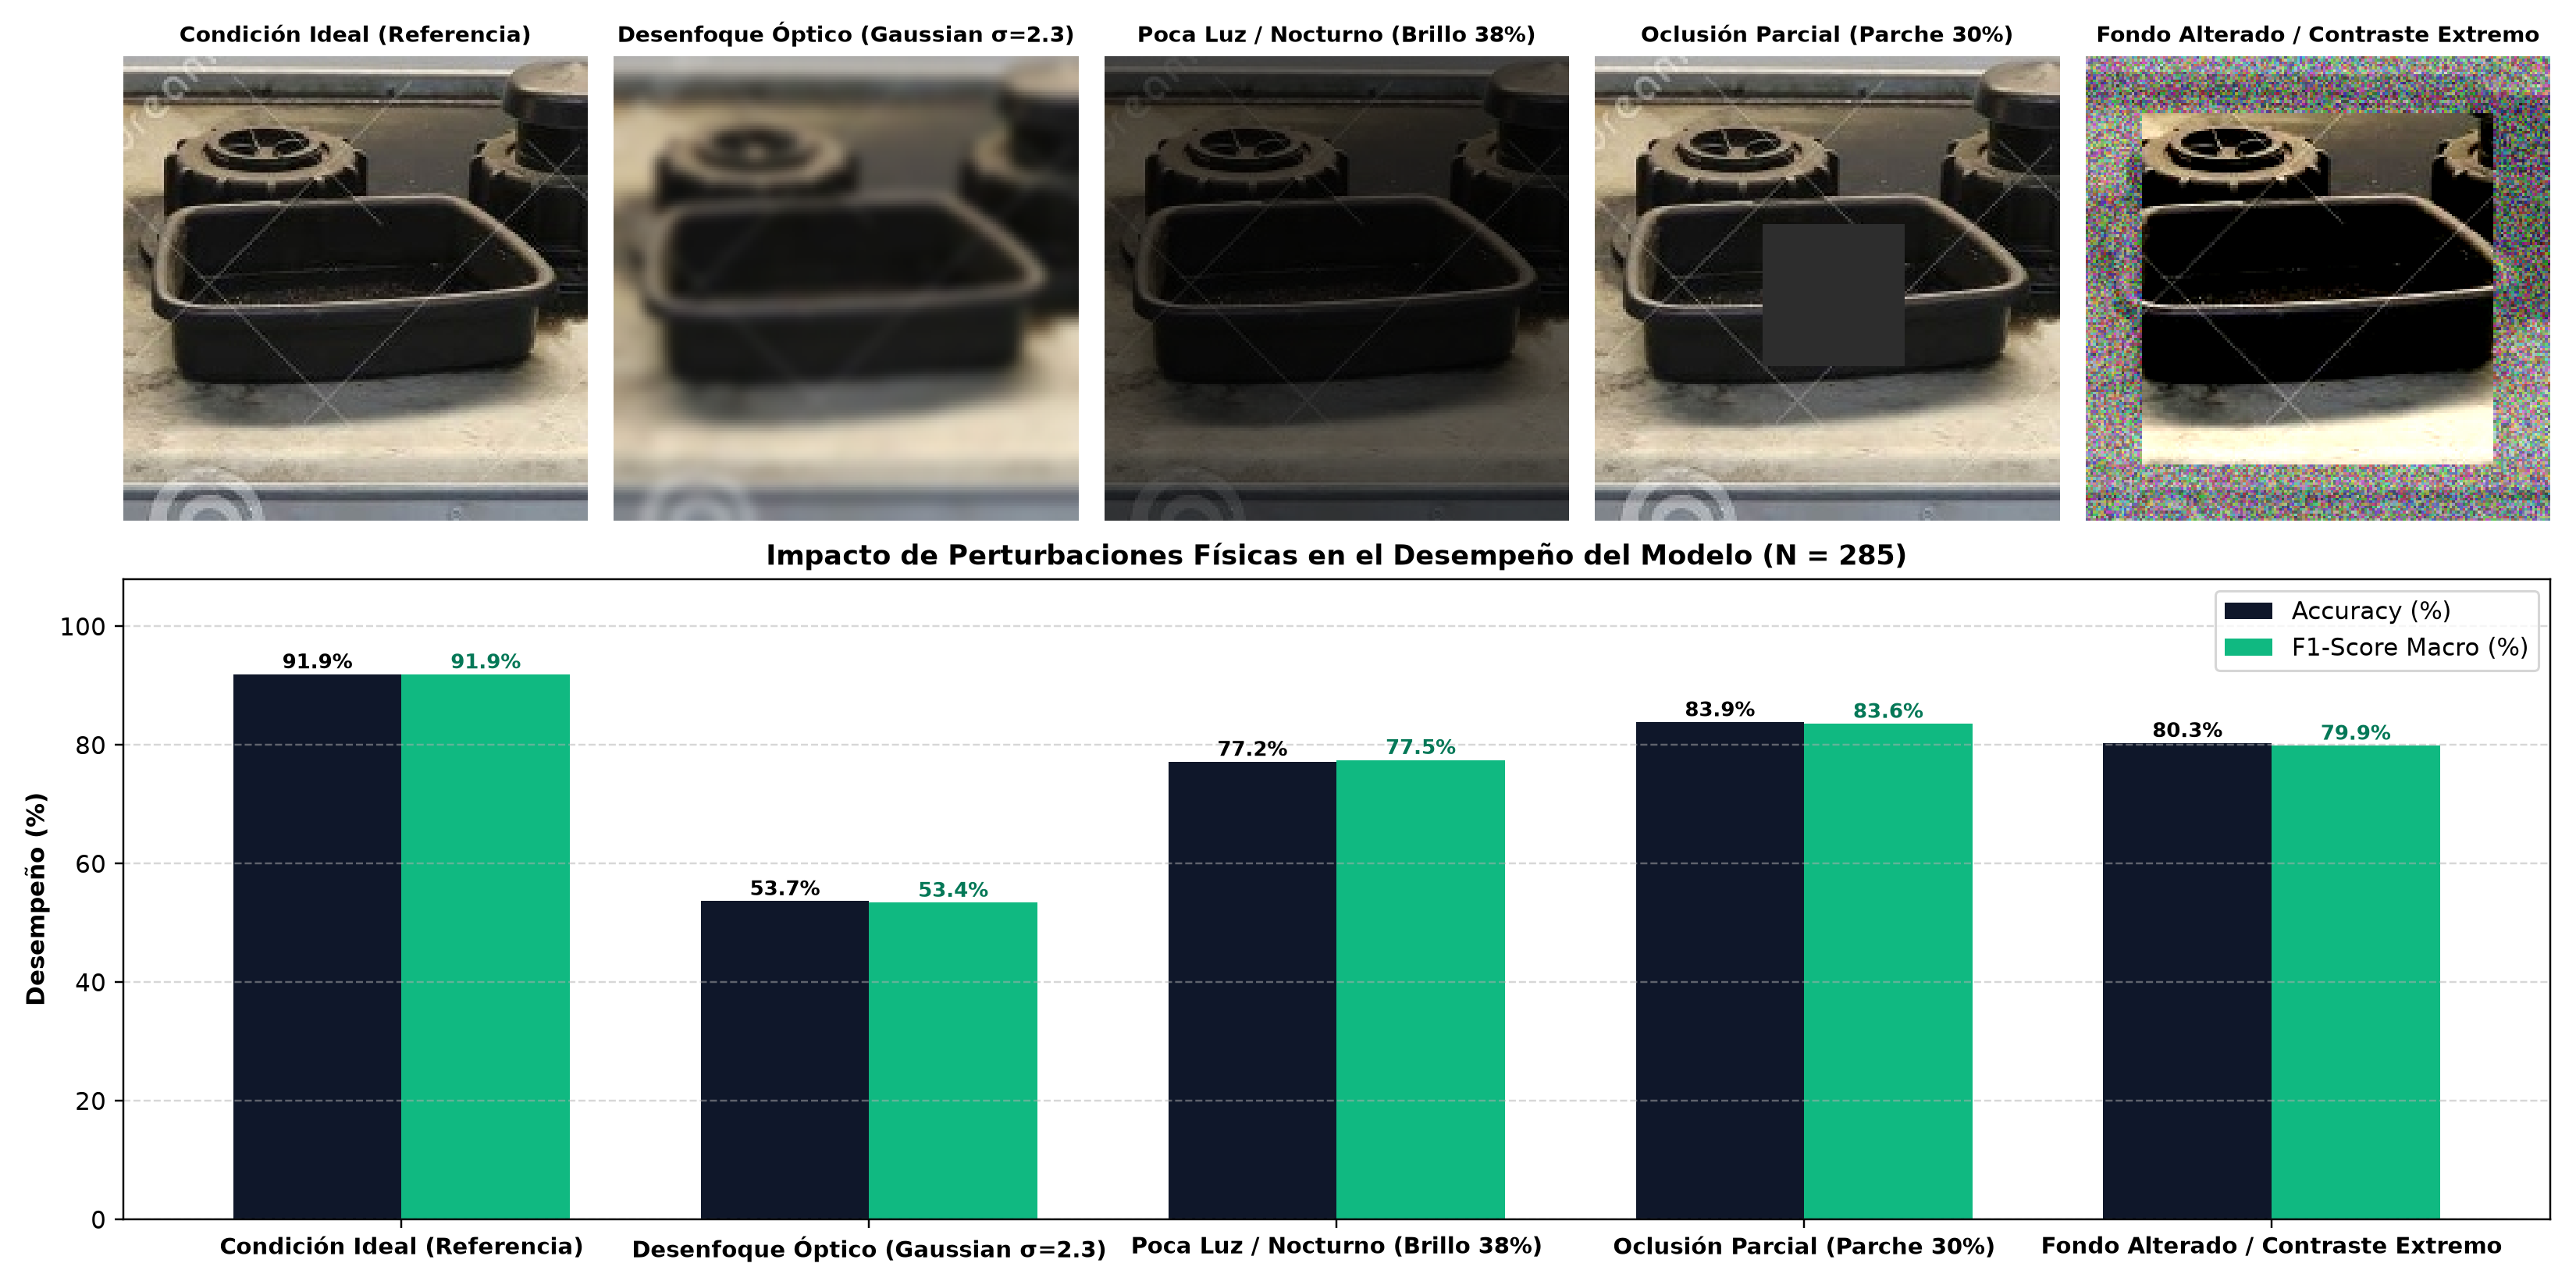 Condición Ideal (Referencia)
Desenfoque Óptico (Gaussian σ=2.3)
Poca Luz / Nocturno (Brillo 38%)
Oclusión Parcial (Parche 30%)
Fondo Alterado / Contraste Extremo
Impacto de Perturbaciones Físicas en el Desempeño del Modelo (N = 285)
Accuracy (%)
F1-Score Macro (%)
Desempeño (%)
100
80
60
40
20
0
91.9%
91.9%
53.7%
53.4%
77.2%
77.5%
83.9%
83.6%
80.3%
79.9%
Condición Ideal (Referencia)
Desenfoque Óptico (Gaussian σ=2.3)
Poca Luz / Nocturno (Brillo 38%)
Oclusión Parcial (Parche 30%)
Fondo Alterado / Contraste Extremo